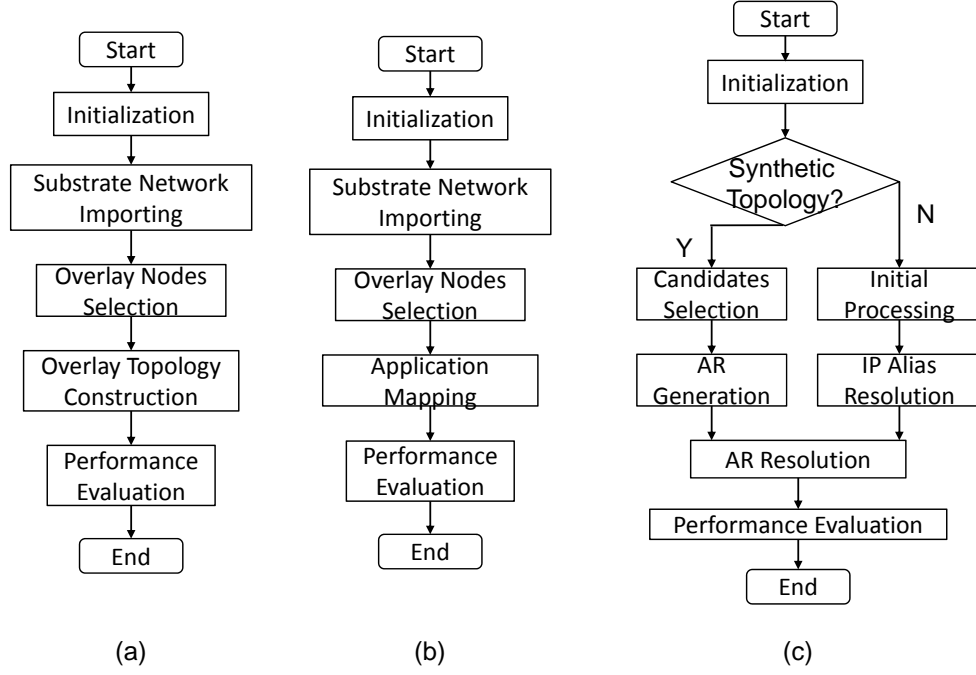 Start
Initialization
Substrate Network
Importing
Overlay Nodes
Selection
Overlay Topology
Construction
Performance
Evaluation
End
(a)
Start
Initialization
Substrate Network
Importing
Overlay Nodes
Selection
Application
Mapping
Performance
Evaluation
End
(b)
Start
Initialization
Synthetic
Topology?
Y
N
Candidates
Selection
Initial
Processing
AR
Generation
IP Alias
Resolution
AR Resolution
Performance Evaluation
End
(c)